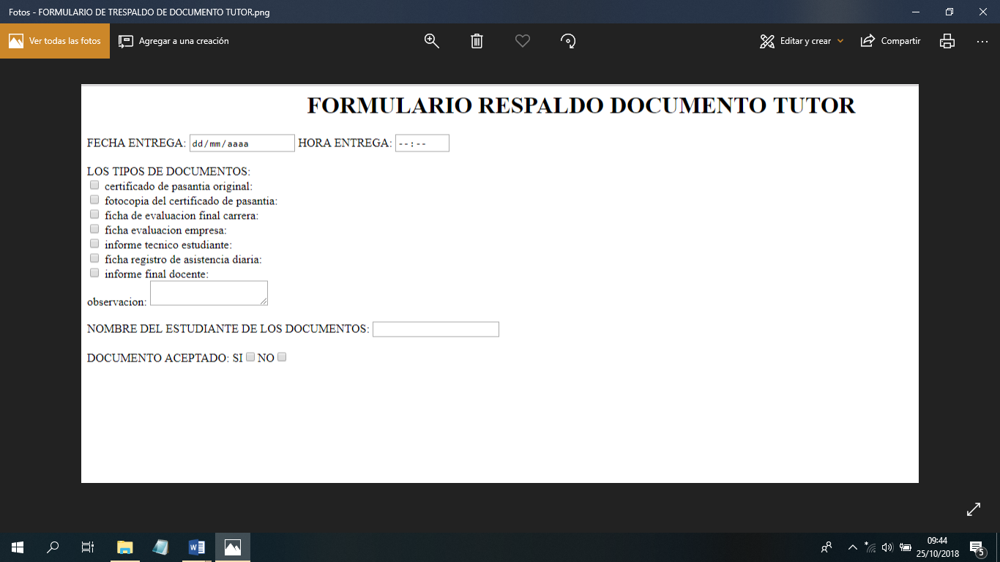 Fotos - FORMULARIO DE TRESPALDO DE DOCUMENTO TUTOR.png
Ver todas las fotos
Agregar a una creación
Editar y crear
Compartir
FORMULARIO RESPALDO DOCUMENTO TUTOR
FECHA ENTREGA: dd/mm/aaaa HORA ENTREGA: --:--
LOS TIPOS DE DOCUMENTOS:
certificado de pasantia original:
fotocopia del certificado de pasantia:
ficha de evaluacion final carrera:
ficha evaluacion empresa:
informe tecnico estudiante:
ficha registro de asistencia diaria:
informe final docente:
observacion:
NOMBRE DEL ESTUDIANTE DE LOS DOCUMENTOS:
DOCUMENTO ACEPTADO: SI NO
09:44
25/10/2018
5